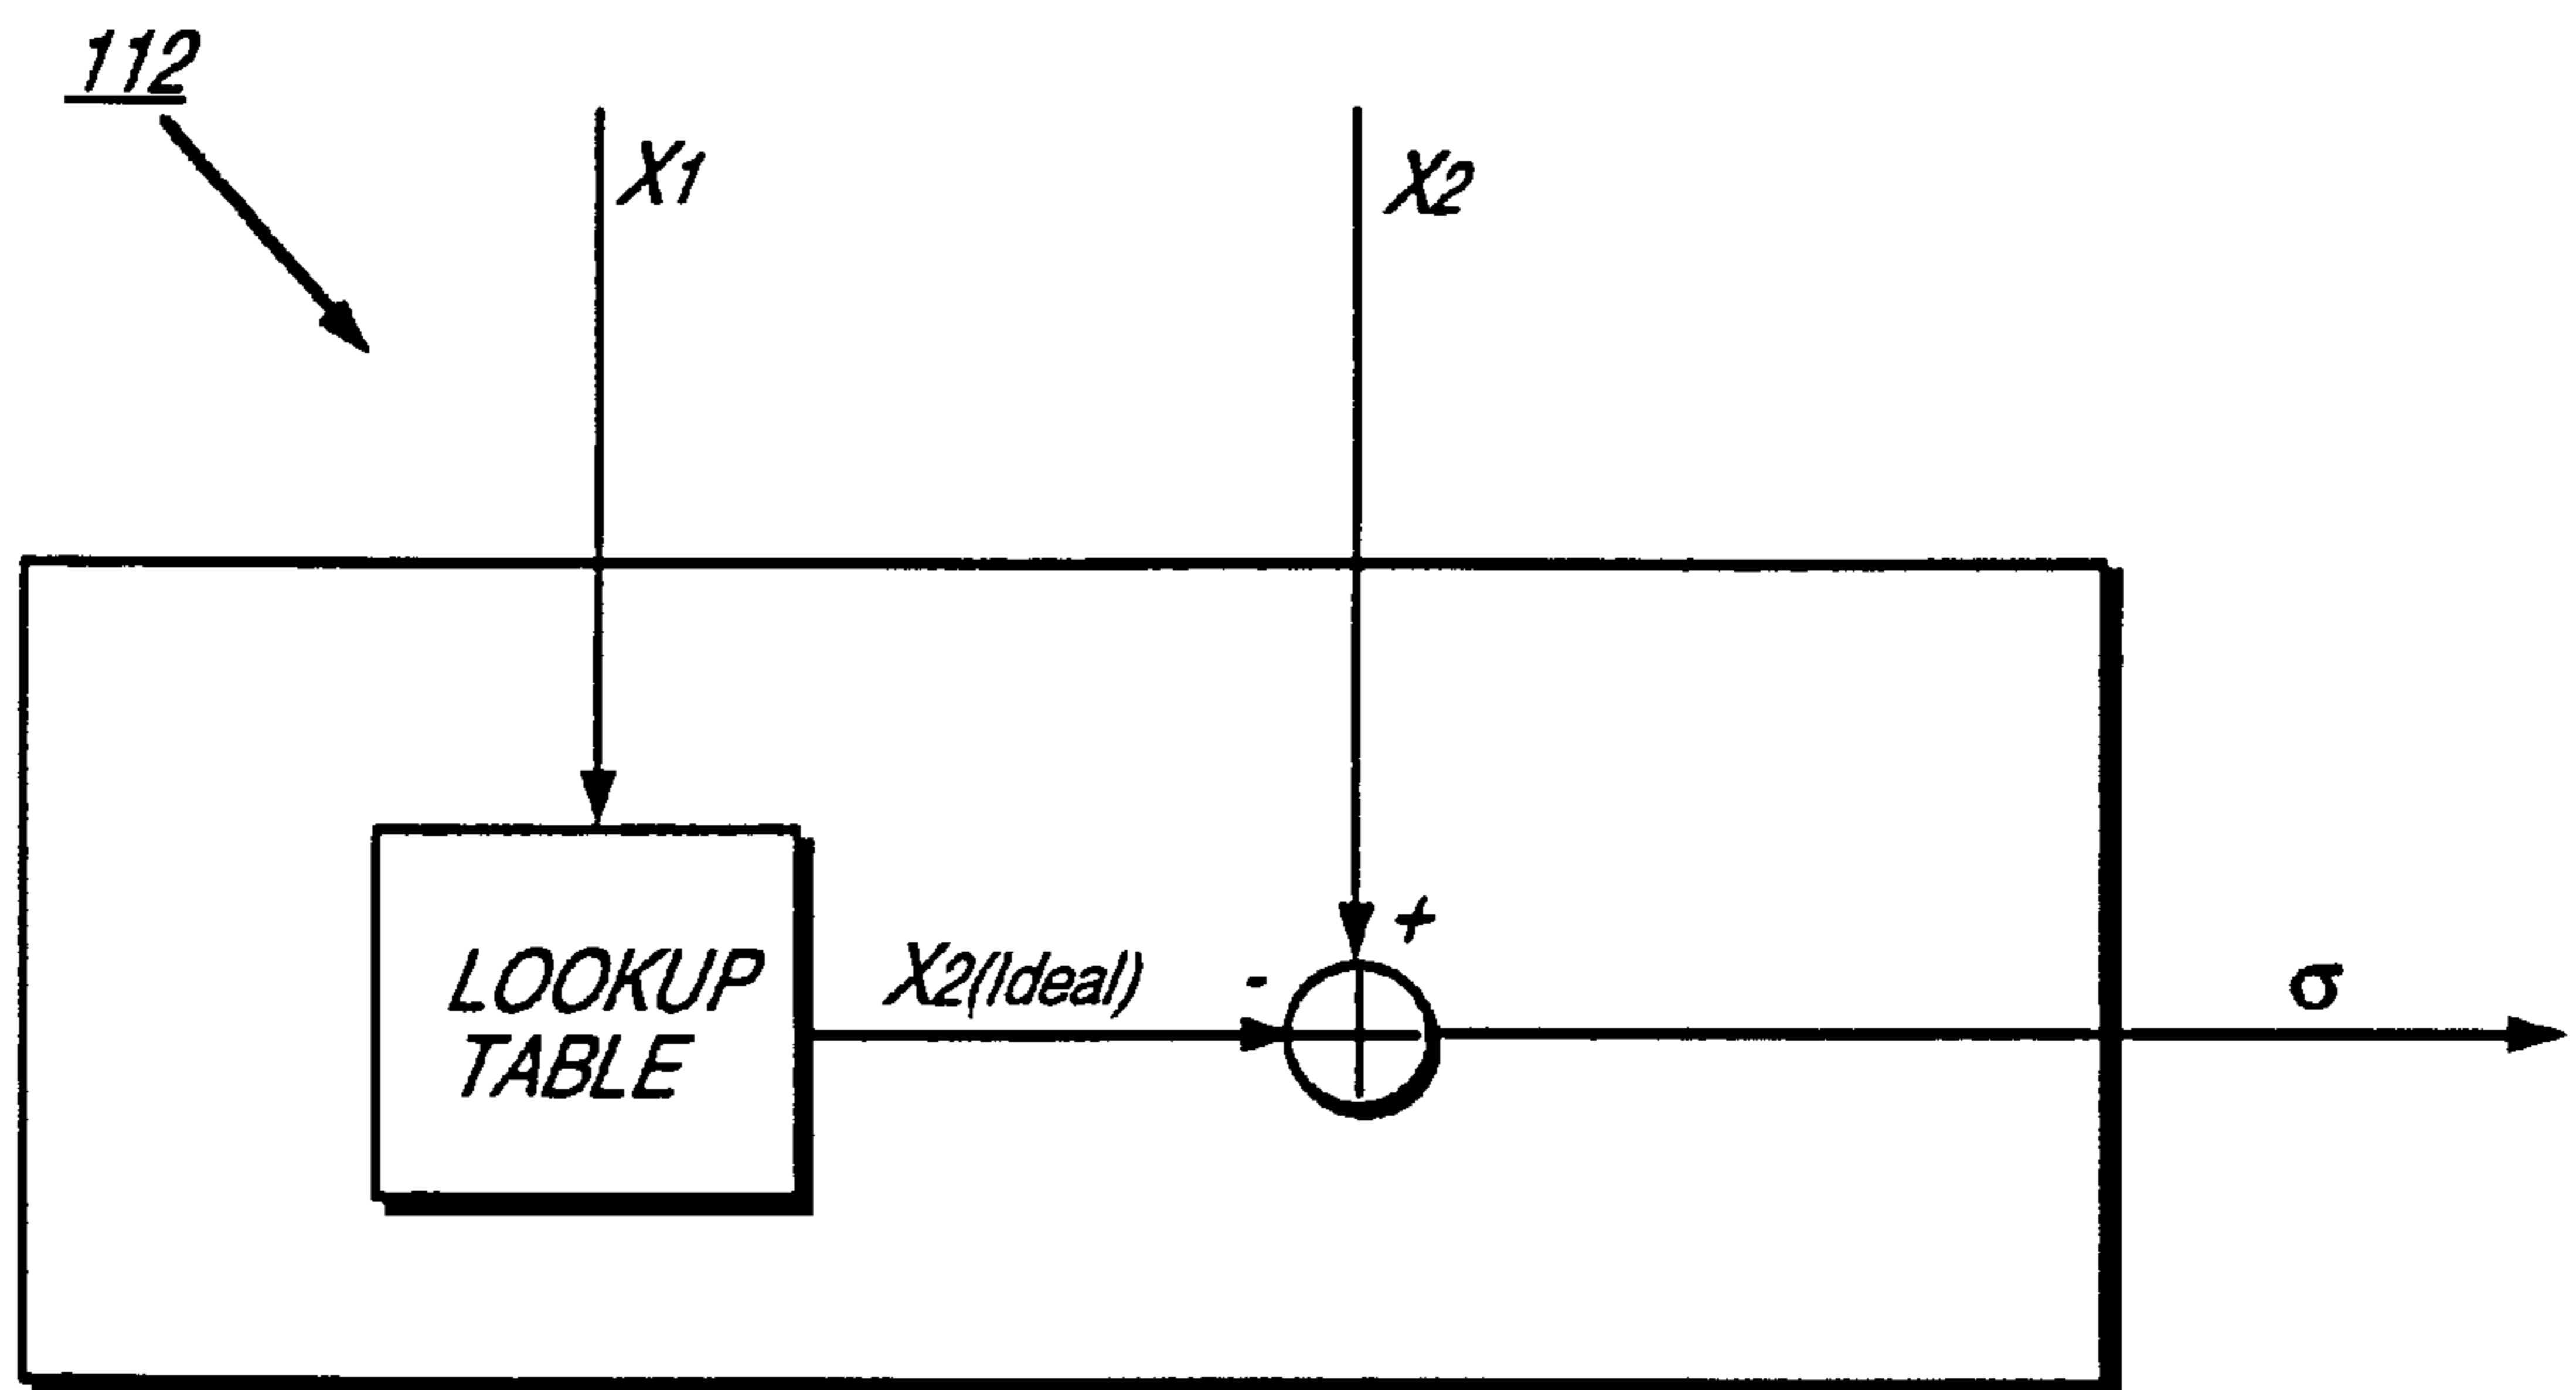 112
X1
X2
+
LOOKUP
TABLE
X2(Ideal)
-
σ